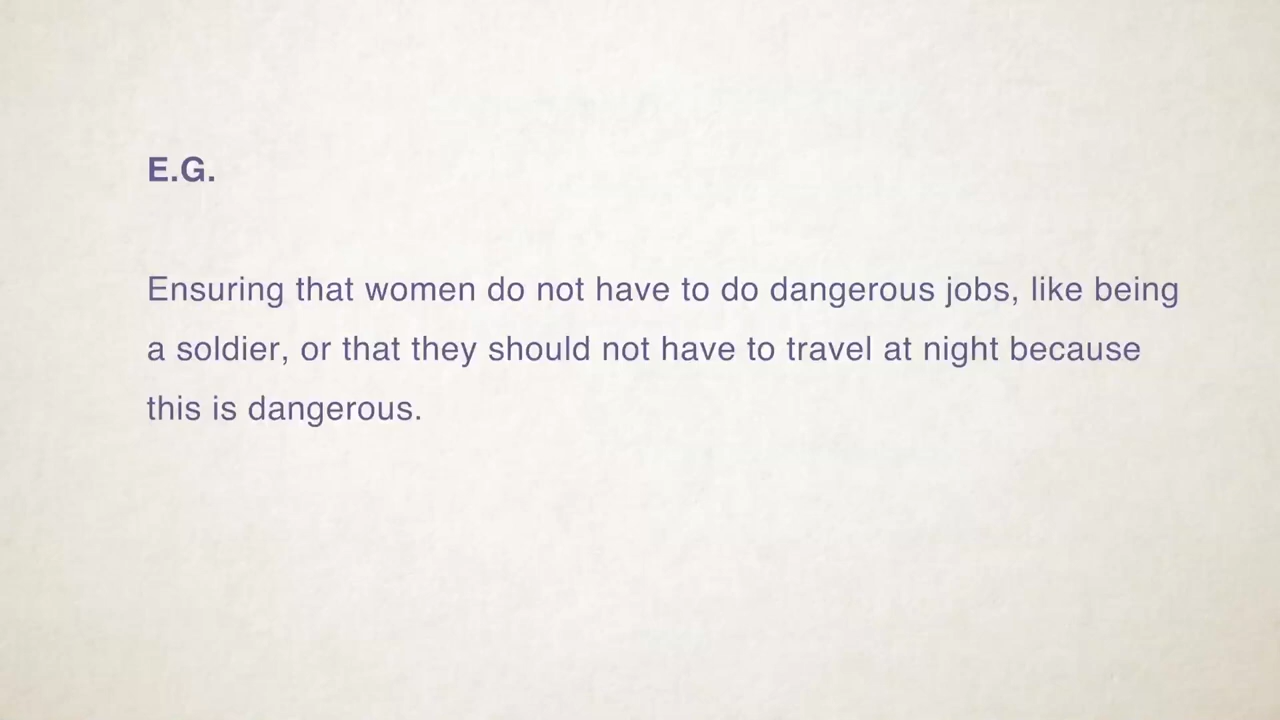 E.G.
Ensuring that women do not have to do dangerous jobs, like being
a soldier, or that they should not have to travel at night because
this is dangerous.